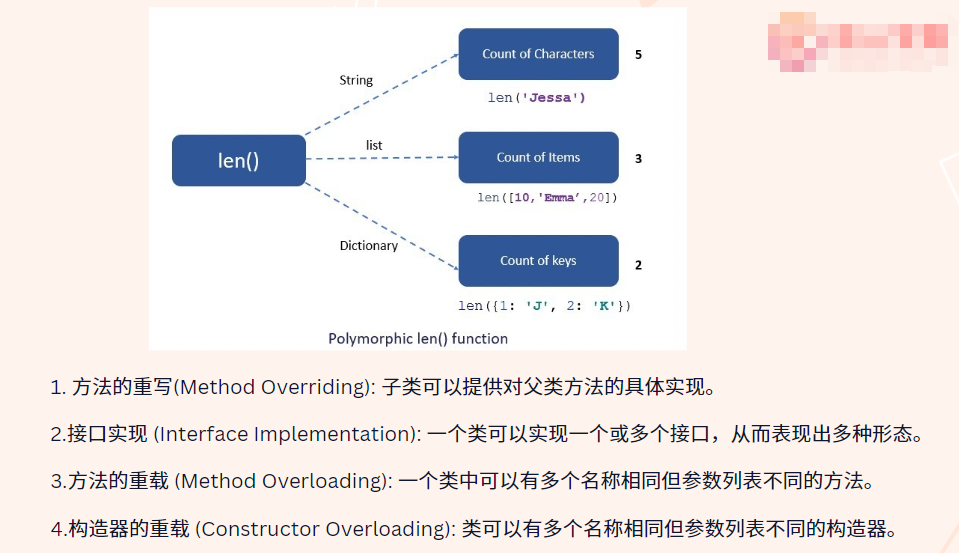 Count of Characters 5
String
len('Jessa')
list
len() Count of Items 3
len([10,'Emma’,20])
Dictionary
Count of keys 2
len({1: 'J', 2: 'K'})
Polymorphic len() function
1. 方法的重写(Method Overriding): 子类可以提供对父类方法的具体实现。
2.接口实现 (Interface Implementation): 一个类可以实现一个或多个接口，从而表现出多种形态。
3.方法的重载 (Method Overloading): 一个类中可以有多个名称相同但参数列表不同的方法。
4.构造器的重载 (Constructor Overloading): 类可以有多个名称相同但参数列表不同的构造器。